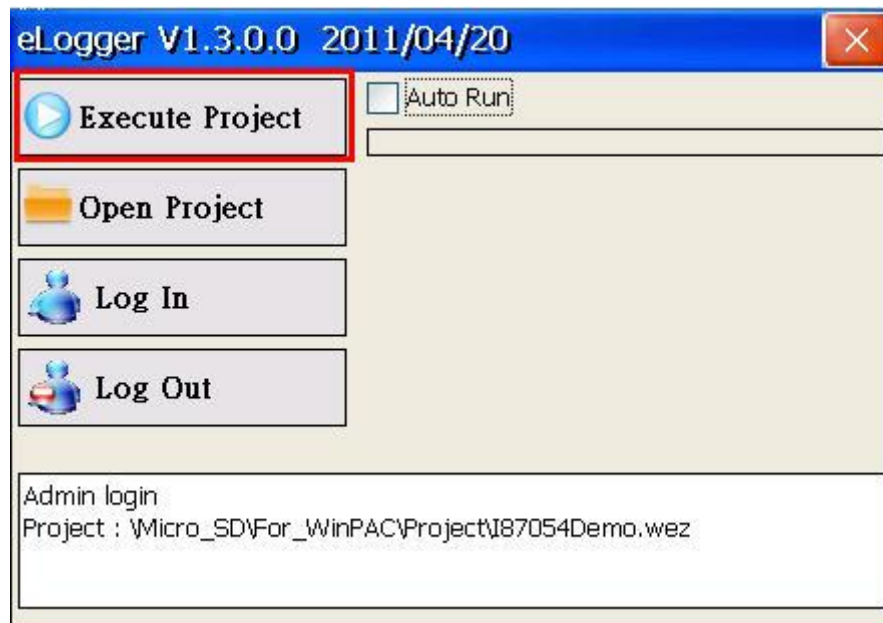 eLogger V1.3.0.0 2011/04/20
Execute Project
Auto Run
Open Project
Log In
Log Out
Admin login
Project : \Micro_SD\For_WinPAC\Project\I87054Demo.wez